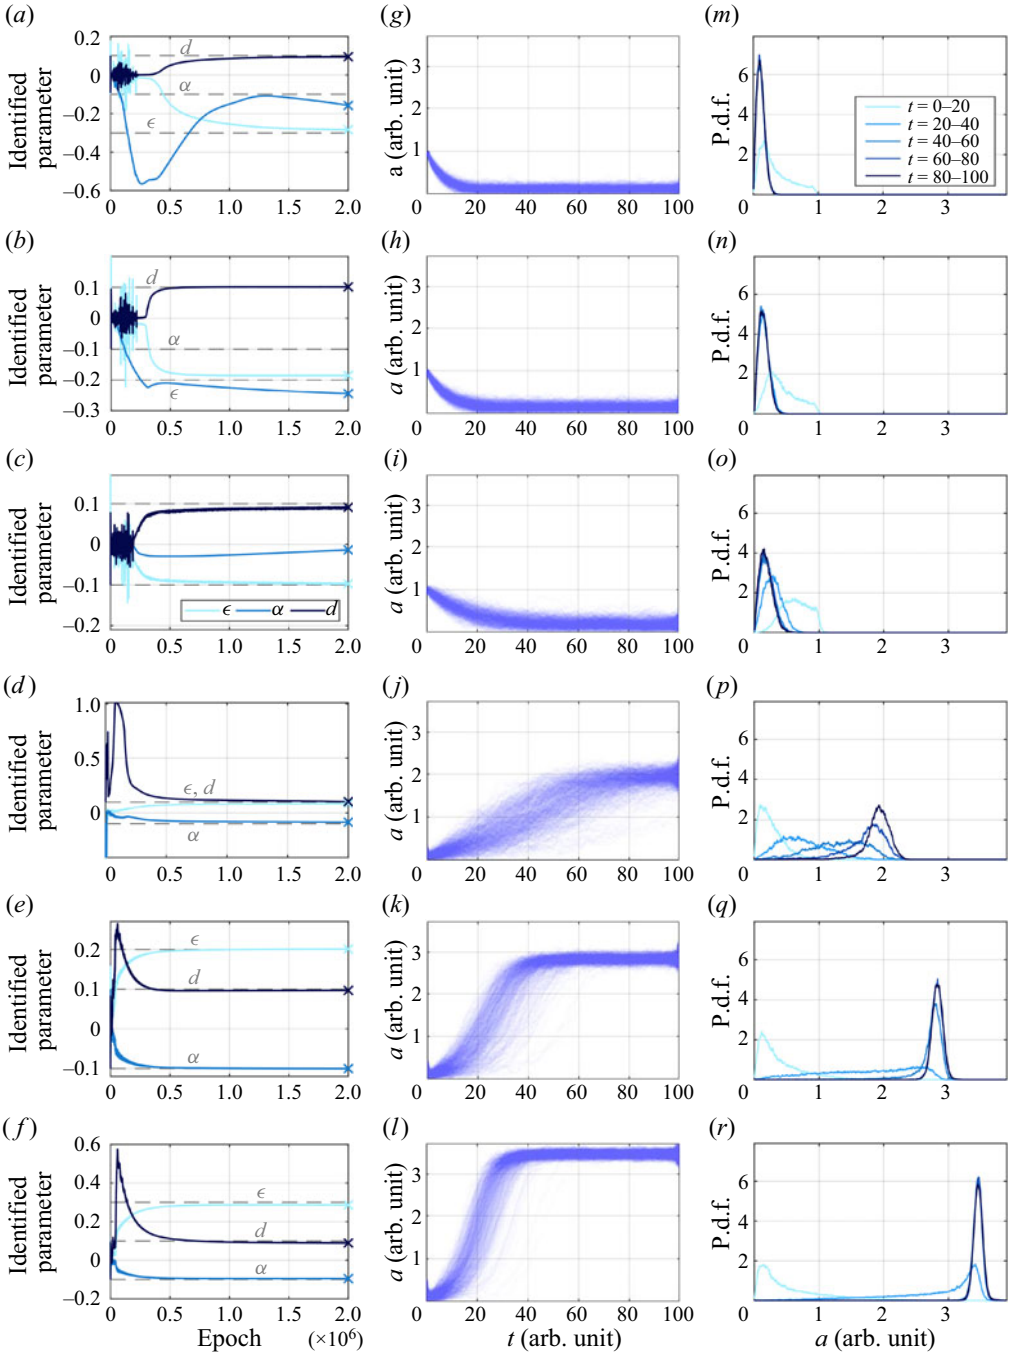 (a)
(g)
(m)
Identified parameter
0.2
0
−0.2
−0.4
−0.6
d
α
ϵ
0
0.5
1.0
1.5
2.0
a (arb. unit)
3
2
1
0
20
40
60
80
100
P.d.f.
6
4
2
0
1
2
3
t = 0–20
t = 20–40
t = 40–60
t = 60–80
t = 80–100
(b)
(h)
(n)
Identified parameter
0.1
0
−0.1
−0.2
−0.3
d
α
ϵ
0
0.5
1.0
1.5
2.0
a (arb. unit)
3
2
1
0
20
40
60
80
100
P.d.f.
6
4
2
0
1
2
3
(c)
(i)
(o)
Identified parameter
0.1
0
−0.1
−0.2
ϵ α d
0
0.5
1.0
1.5
2.0
a (arb. unit)
3
2
1
0
20
40
60
80
100
P.d.f.
6
4
2
0
1
2
3
(d)
(j)
(p)
Identified parameter
1.0
0.5
0
ϵ, d
α
0
0.5
1.0
1.5
2.0
a (arb. unit)
3
2
1
0
20
40
60
80
100
P.d.f.
6
4
2
0
1
2
3
(e)
(k)
(q)
Identified parameter
0.2
0.1
0
−0.1
ϵ
d
α
0
0.5
1.0
1.5
2.0
a (arb. unit)
3
2
1
0
20
40
60
80
100
P.d.f.
6
4
2
0
1
2
3
(f)
(l)
(r)
Identified parameter
0.6
0.4
0.2
0
−0.2
ϵ
d
α
0
0.5
1.0
1.5
2.0
Epoch (×10⁶)
a (arb. unit)
3
2
1
0
20
40
60
80
100
t (arb. unit)
P.d.f.
6
4
2
0
1
2
3
a (arb. unit)